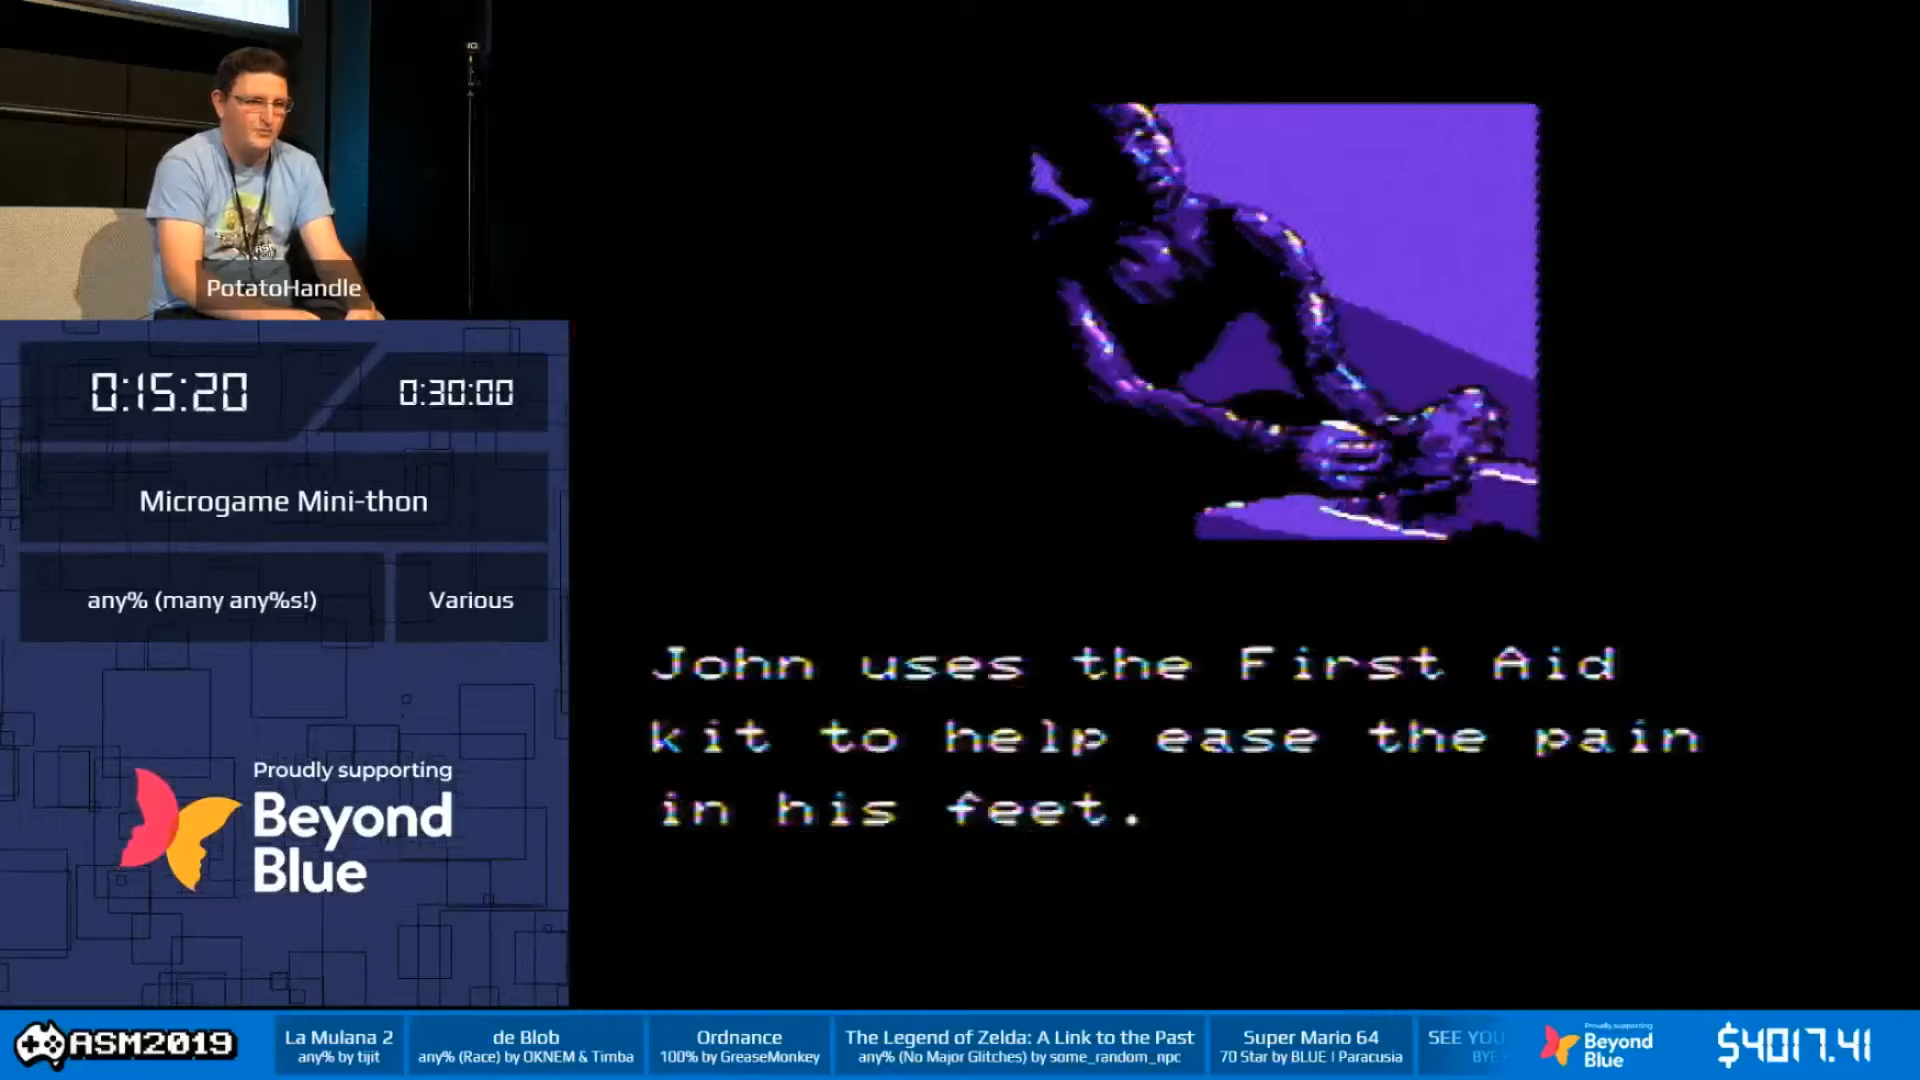 PotatoHandle
0:15:20
0:30:00
Microgame Mini-thon
any% (many any%s!)
Various
Proudly supporting
Beyond
Blue
John uses the First Aid
kit to help ease the pain
in his feet.
ASM2019
La Mulana 2
any% by tijit
de Blob
any% (Race) by OKNEM & Timba
Ordnance
100% by GreaseMonkey
The Legend of Zelda: A Link to the Past
any% (No Major Glitches) by some_random_npc
Super Mario 64
70 Star by BLUE | Paracusia
SEE YOU
BYE
Proudly supporting
Beyond
Blue
$4017.41